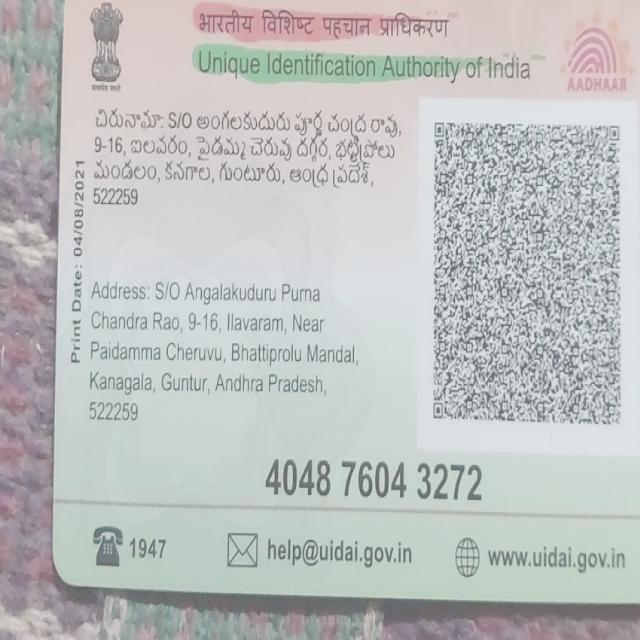 भारतीय विशिष्ट पहचान प्राधिकरण
Unique Identification Authority of India
AADHAAR
చిరునామా: S/O అంగలకుదురు పూర్ణ చంద్ర రావు,
9-16, ఐలవరం, పైడమ్మ చెరువు దగ్గర, భట్టిప్రోలు
మండలం, కనగాల, గుంటూరు, ఆంధ్ర ప్రదేశ్,
522259
Print Date: 04/08/2021
Address: S/O Angalakuduru Purna
Chandra Rao, 9-16, Ilavaram, Near
Paidamma Cheruvu, Bhattiprolu Mandal,
Kanagala, Guntur, Andhra Pradesh,
522259
4048 7604 3272
1947
help@uidai.gov.in
www.uidai.gov.in